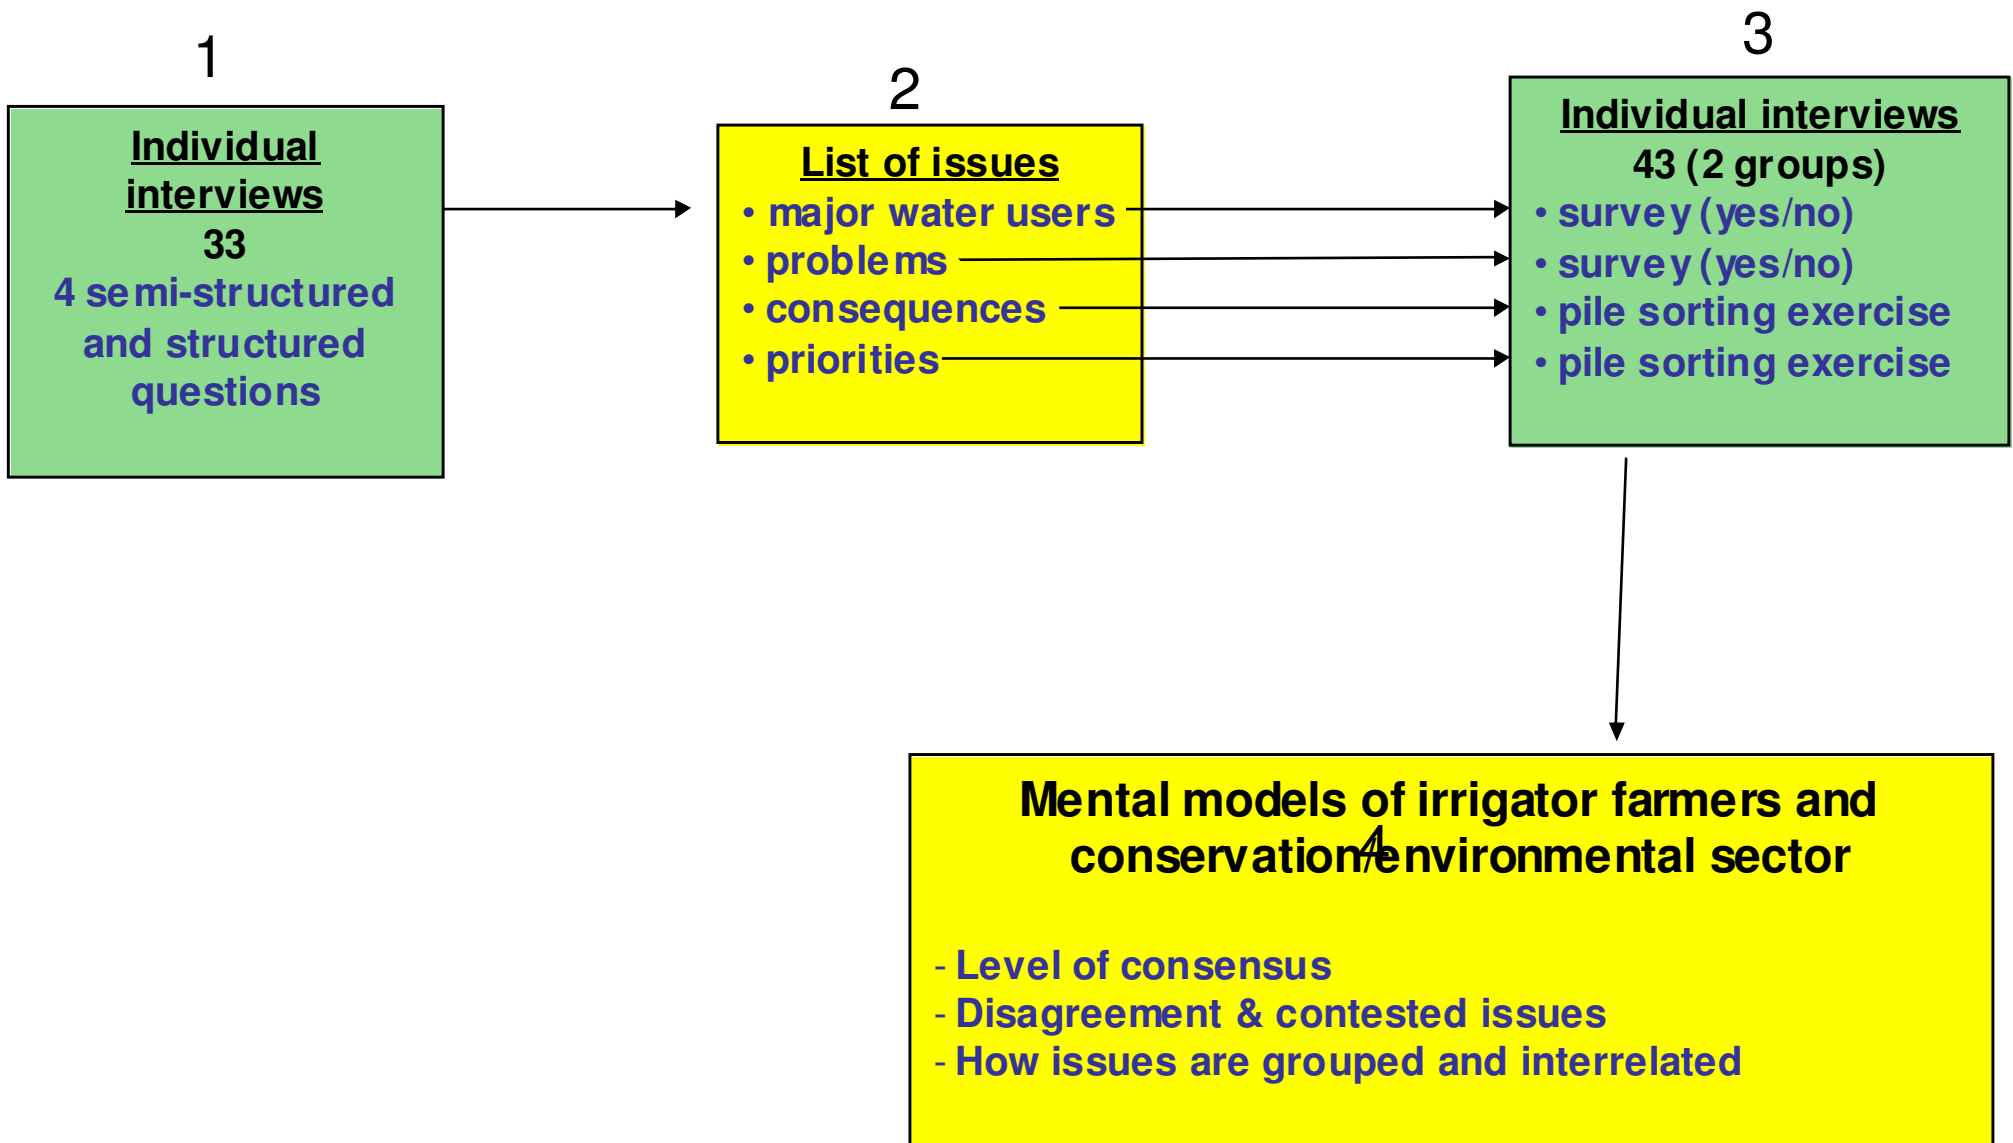 1
Individual
interviews
33
4 semi-structured
and structured
questions
2
List of issues
• major water users
• problems
• consequences
• priorities
3
Individual interviews
43 (2 groups)
• survey (yes/no)
• survey (yes/no)
• pile sorting exercise
• pile sorting exercise
4
Mental models of irrigator farmers and
conservation/environmental sector
- Level of consensus
- Disagreement & contested issues
- How issues are grouped and interrelated